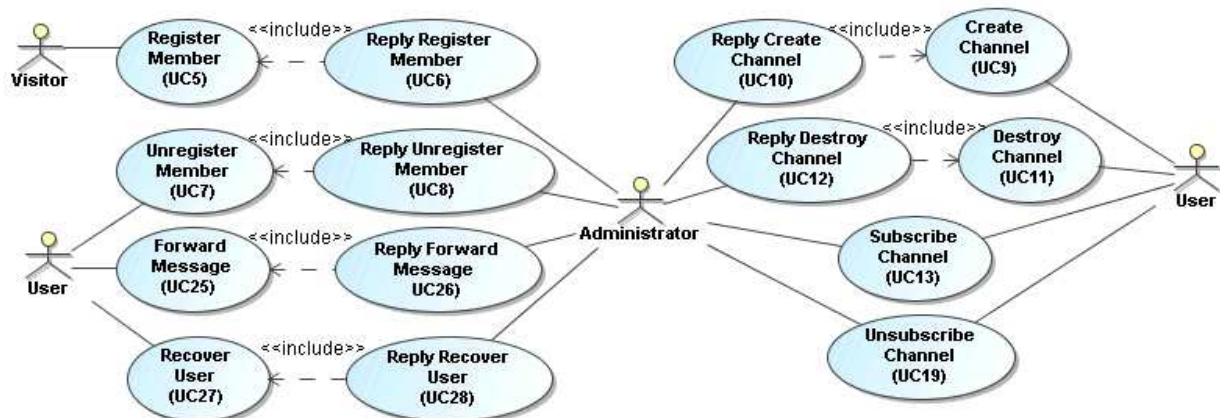 Visitor
Register
Member
(UC5)
<<include>>
Reply Register
Member
(UC6)
Unregister
Member
(UC7)
<<include>>
Reply Unregister
Member
(UC8)
User
Forward
Message
(UC25)
<<include>>
Reply Forward
Message
UC26)
Recover
User
(UC27)
<<include>>
Reply Recover
User
(UC28)
Administrator
Reply Create
Channel
(UC10)
<<include>>
Create
Channel
(UC9)
Reply Destroy
Channel
(UC12)
<<include>>
Destroy
Channel
(UC11)
User
Subscribe
Channel
(UC13)
Unsubscribe
Channel
(UC19)